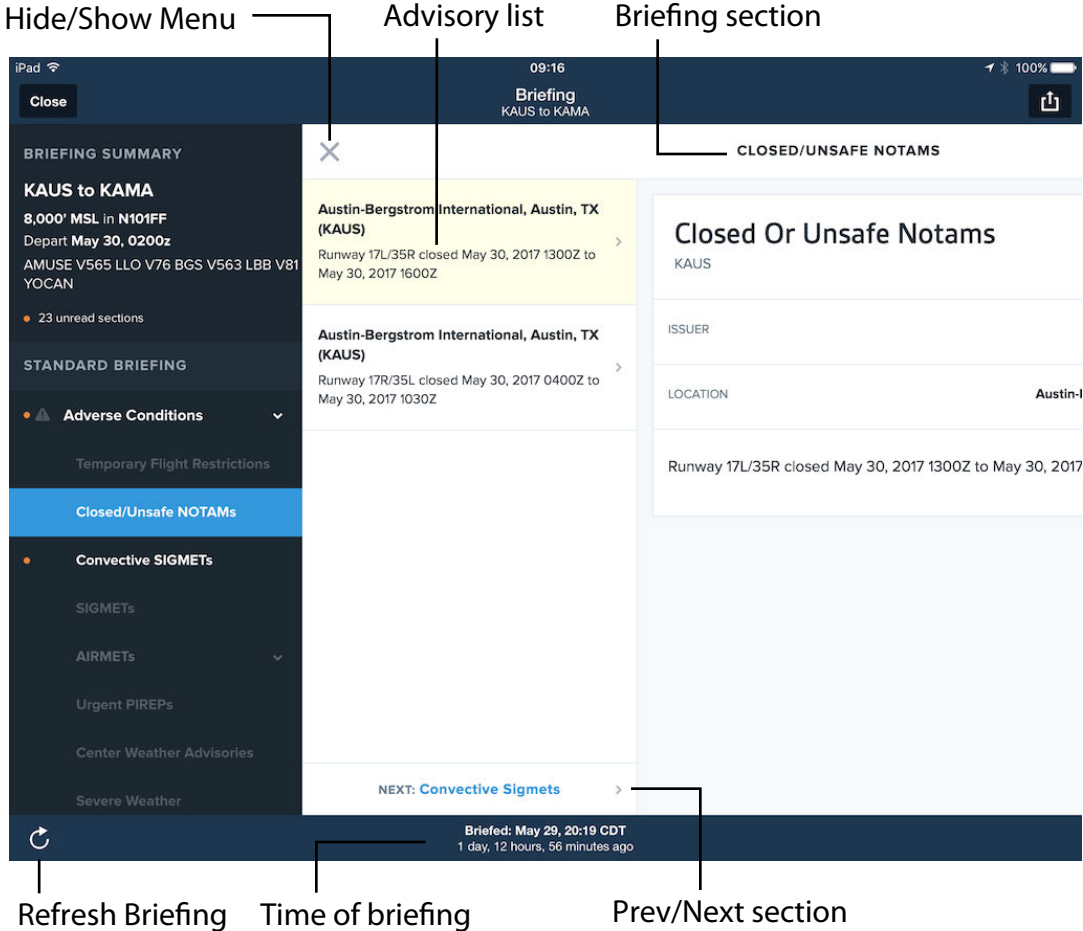 Hide/Show Menu
Advisory list
Briefing section
iPad
09:16
100%
Close
Briefing
KAUS to KAMA
BRIEFING SUMMARY
KAUS to KAMA
8,000' MSL in N101FF
Depart May 30, 0200z
AMUSE V565 LLO V76 BGS V563 LBB V81
YOCAN
23 unread sections
STANDARD BRIEFING
Adverse Conditions
Temporary Flight Restrictions
Closed/Unsafe NOTAMs
Convective SIGMETs
SIGMETs
AIRMETs
Urgent PIREPs
Center Weather Advisories
Severe Weather
Austin-Bergstrom International, Austin, TX
(KAUS)
Runway 17L/35R closed May 30, 2017 1300Z to
May 30, 2017 1600Z
Austin-Bergstrom International, Austin, TX
(KAUS)
Runway 17R/35L closed May 30, 2017 0400Z to
May 30, 2017 1030Z
NEXT: Convective Sigmets
CLOSED/UNSAFE NOTAMS
Closed Or Unsafe Notams
KAUS
ISSUER
LOCATION
Austin-
Runway 17L/35R closed May 30, 2017 1300Z to May 30, 2017
Briefed: May 29, 20:19 CDT
1 day, 12 hours, 56 minutes ago
Refresh Briefing
Time of briefing
Prev/Next section